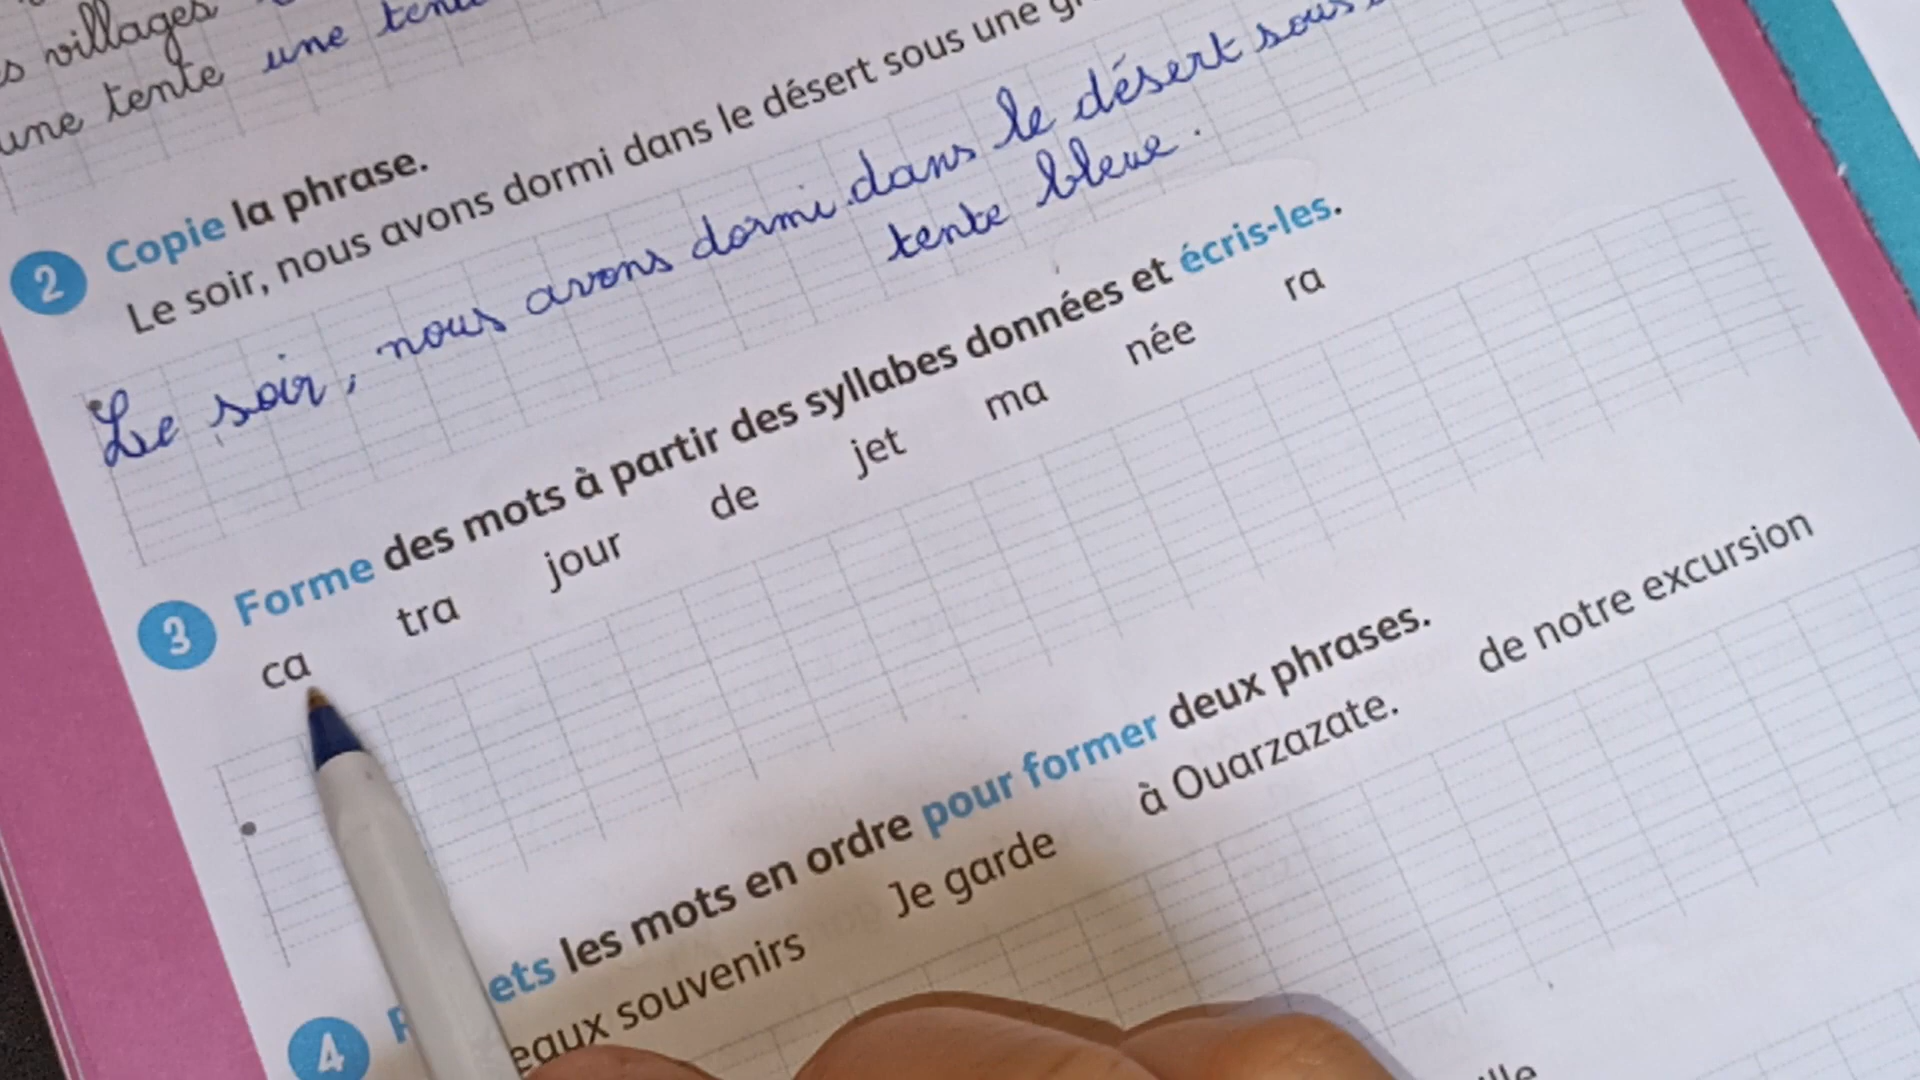 villages
une tente une
2 Copie la phrase.
Le soir, nous avons dormi dans le désert sous une
Le soir, nous avons dormi dans le désert sous
tente bleue.
3 Forme des mots à partir des syllabes données et écris-les.
ca tra jour de jet ma née ra
4 les mots en ordre pour former deux phrases.
souvenirs Je garde à Ouarzazate. de notre excursion